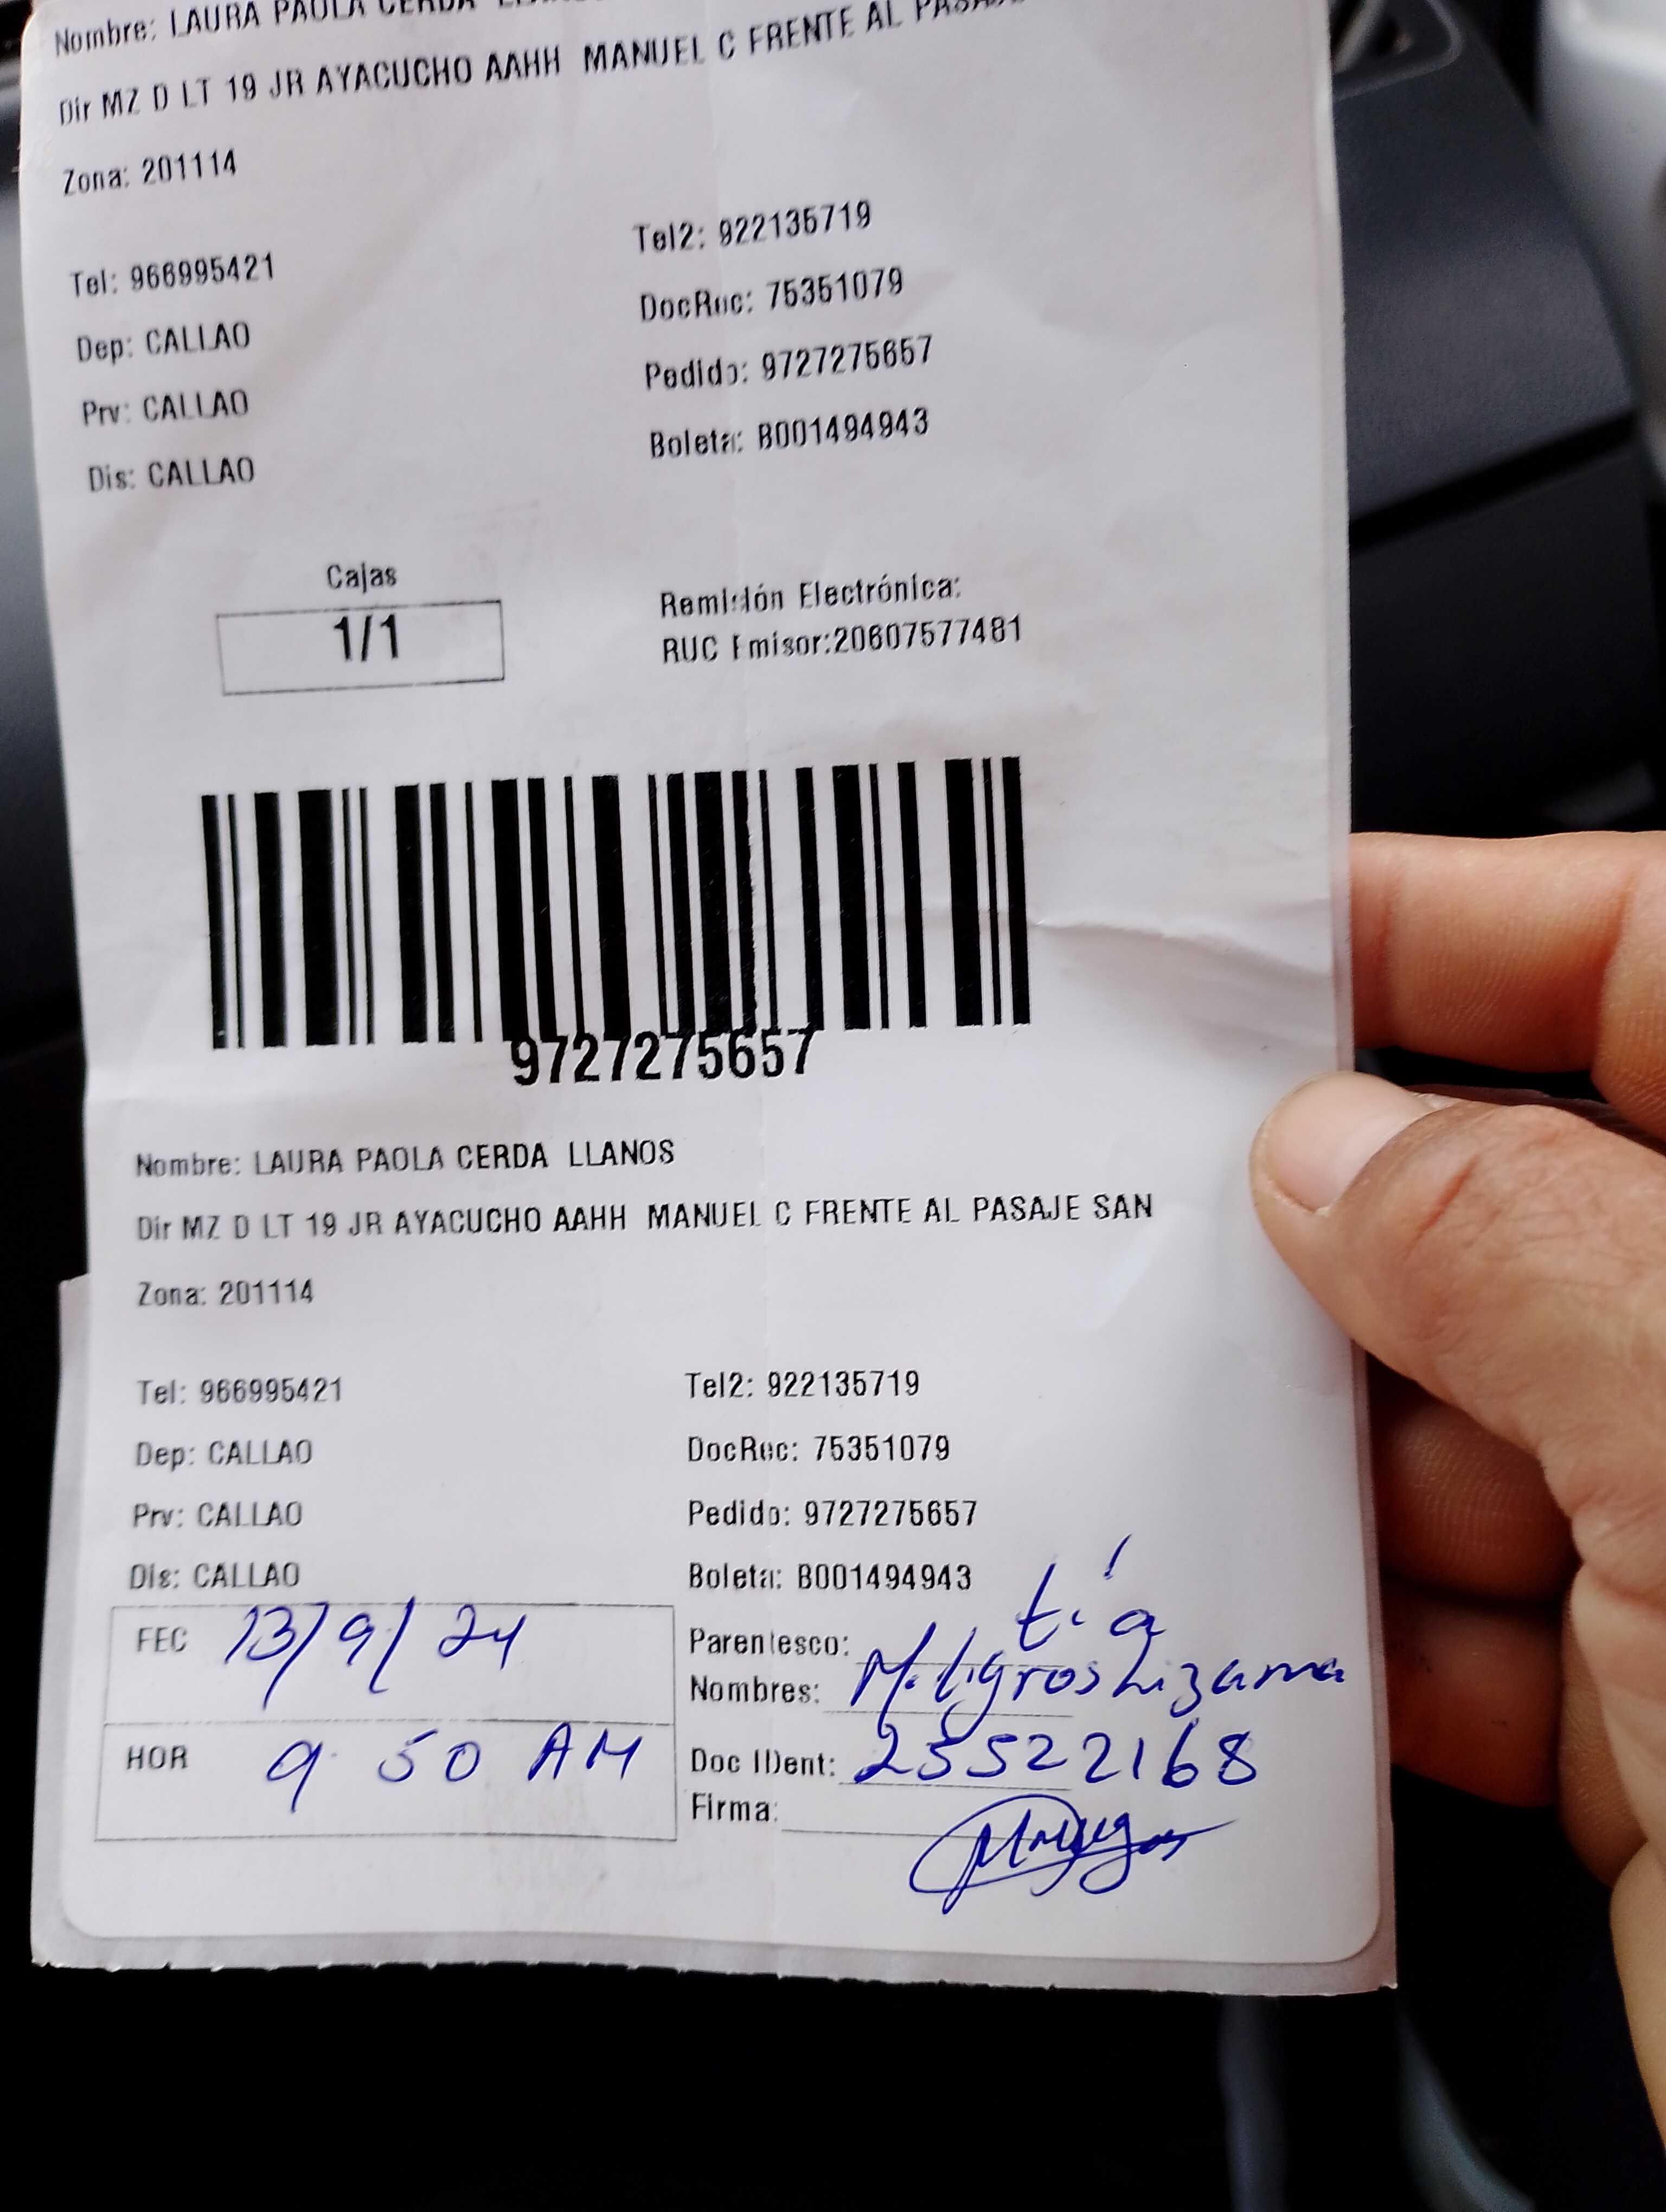 Nombre: LAURA PAOLA CERDA
Dir MZ D LT 19 JR AYACUCHO AAHH MANUEL C FRENTE AL
Zona: 201114
Tel: 966995421 Tel2: 922135719
Dep: CALLAO DocRuc: 75351079
Prv: CALLAO Pedido: 9727275657
Dis: CALLAO Boleta: B001494943
Cajas
1/1
Remisión Electrónica:
RUC Emisor:20607577481
9727275657
Nombre: LAURA PAOLA CERDA LLANOS
Dir MZ D LT 19 JR AYACUCHO AAHH MANUEL C FRENTE AL PASAJE SAN
Zona: 201114
Tel: 966995421 Tel2: 922135719
Dep: CALLAO DocRuc: 75351079
Prv: CALLAO Pedido: 9727275657
Dis: CALLAO Boleta: B001494943
FEC 13/9/24
HOR 9 50 AM
Parentesco: tía
Nombres: Milagros Lizama
Doc IDent: 25522168
Firma: